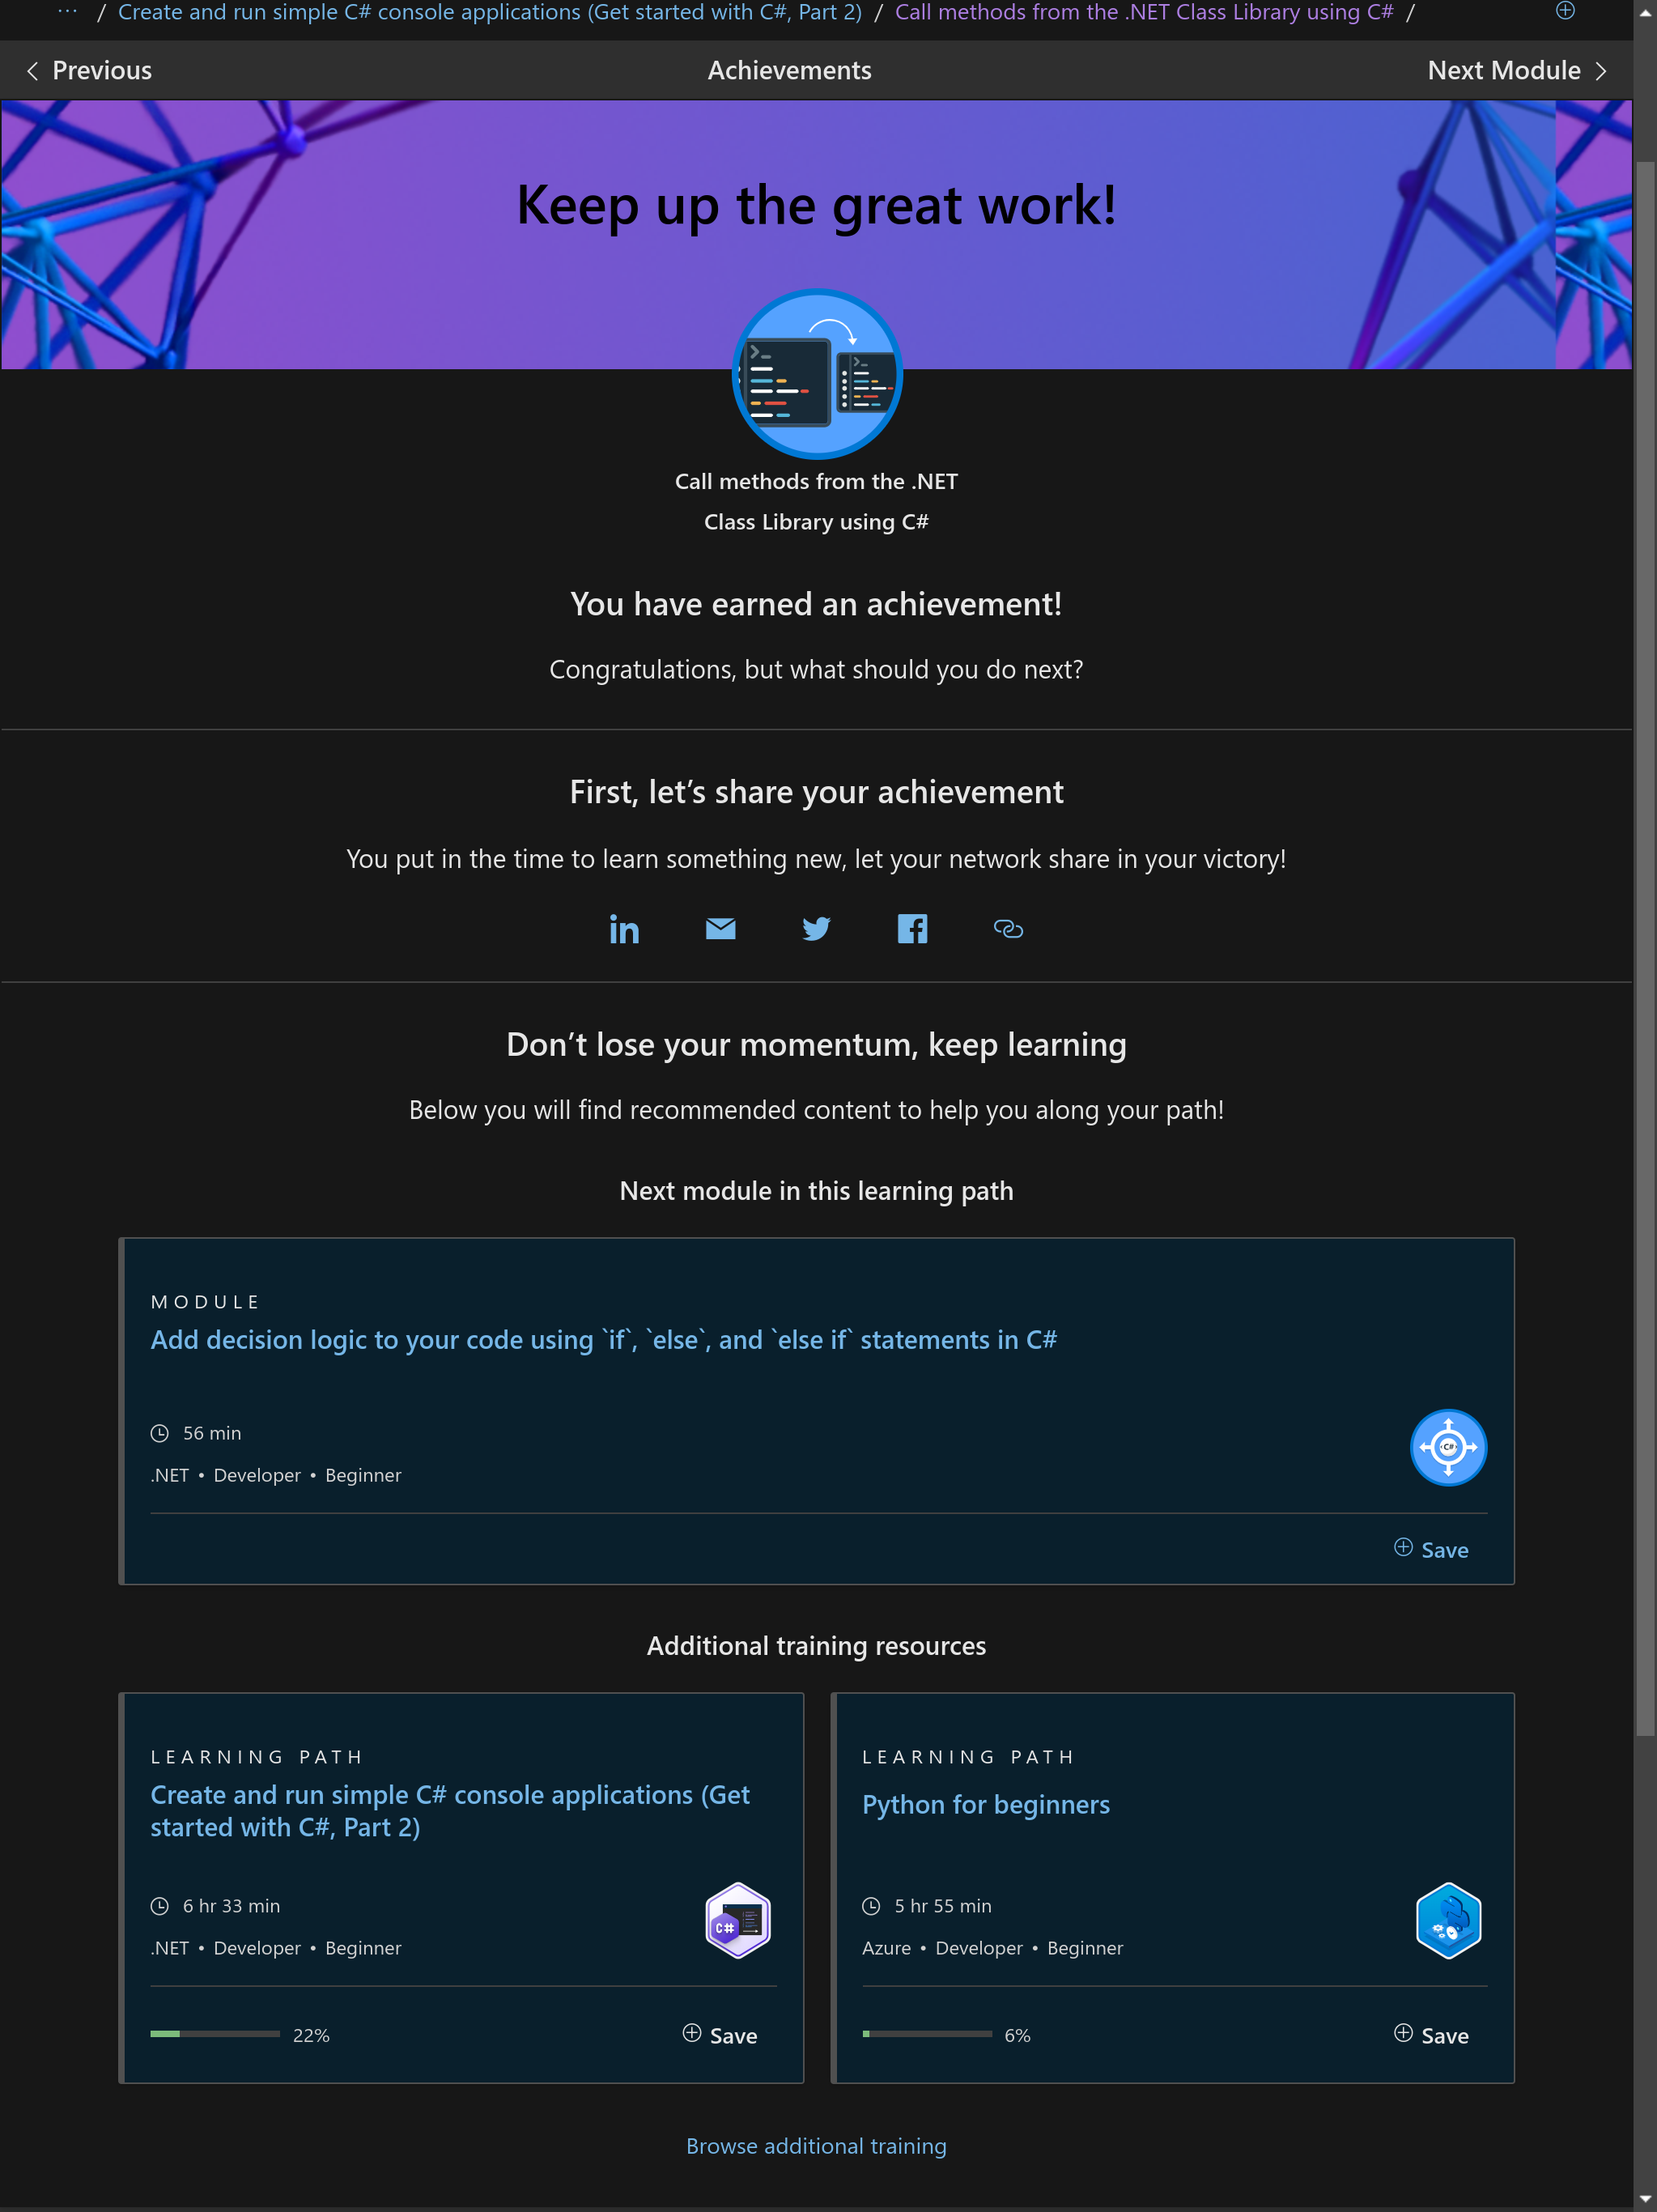 … / Create and run simple C# console applications (Get started with C#, Part 2) / Call methods from the .NET Class Library using C# /
Previous
Achievements
Next Module
Keep up the great work!
Call methods from the .NET
Class Library using C#
You have earned an achievement!
Congratulations, but what should you do next?
First, let’s share your achievement
You put in the time to learn something new, let your network share in your victory!
Don’t lose your momentum, keep learning
Below you will find recommended content to help you along your path!
Next module in this learning path
MODULE
Add decision logic to your code using `if`, `else`, and `else if` statements in C#
56 min
.NET • Developer • Beginner
C#
Save
Additional training resources
LEARNING PATH
Create and run simple C# console applications (Get
started with C#, Part 2)
6 hr 33 min
.NET • Developer • Beginner
C#
22%
Save
LEARNING PATH
Python for beginners
5 hr 55 min
Azure • Developer • Beginner
6%
Save
Browse additional training